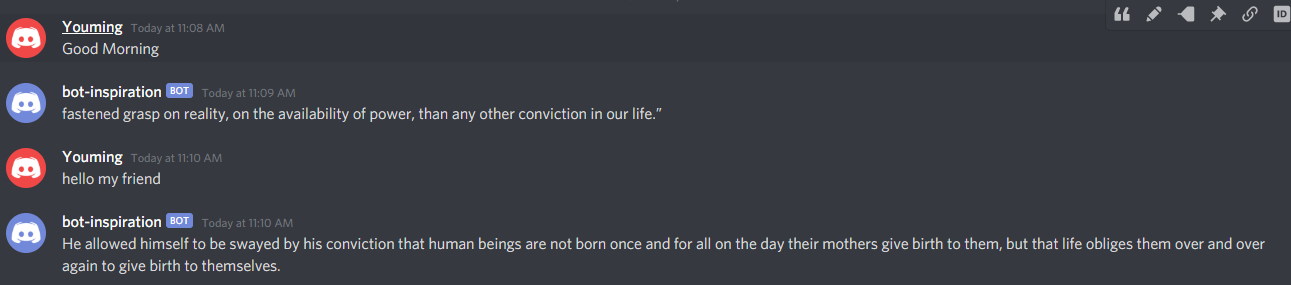 Youming Today at 11:08 AM
Good Morning
ID
bot-inspiration BOT Today at 11:09 AM
fastened grasp on reality, on the availability of power, than any other conviction in our life.”
Youming Today at 11:10 AM
hello my friend
bot-inspiration BOT Today at 11:10 AM
He allowed himself to be swayed by his conviction that human beings are not born once and for all on the day their mothers give birth to them, but that life obliges them over and over
again to give birth to themselves.